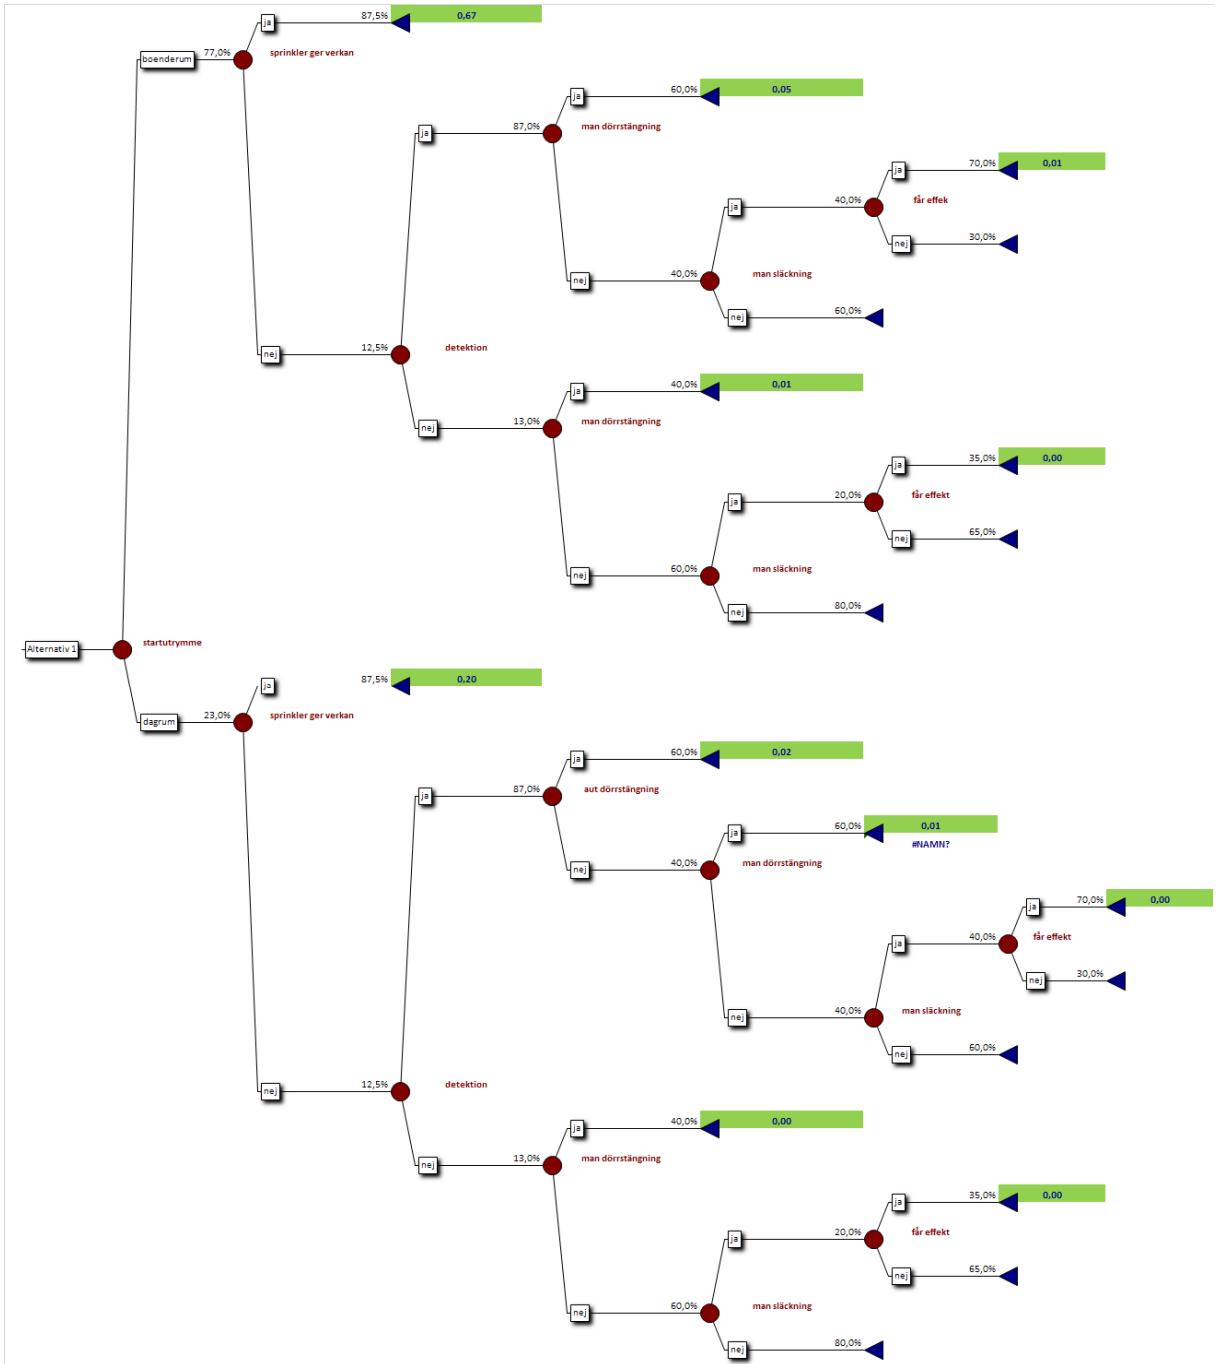 ja 87,5% 0,67
boenderum 77,0% sprinkler ger verkan
ja 60,0% 0,05
ja 87,0% man dörrstängning
ja 70,0% 0,01
ja 40,0% får effek
nej 30,0%
nej 40,0% man släckning
nej 60,0%
nej 12,5% detektion
ja 40,0% 0,01
nej 13,0% man dörrstängning
ja 35,0% 0,00
ja 20,0% får effekt
nej 65,0%
nej 60,0% man släckning
nej 80,0%
Alternativ 1 startutrymme
ja 87,5% 0,20
dagrum 23,0% sprinkler ger verkan
ja 60,0% 0,02
ja 87,0% aut dörrstängning
ja 60,0% 0,01
#NAMN?
nej 40,0% man dörrstängning
ja 70,0% 0,00
ja 40,0% får effekt
nej 30,0%
nej 40,0% man släckning
nej 60,0%
nej 12,5% detektion
ja 40,0% 0,00
nej 13,0% man dörrstängning
ja 35,0% 0,00
ja 20,0% får effekt
nej 65,0%
nej 60,0% man släckning
nej 80,0%